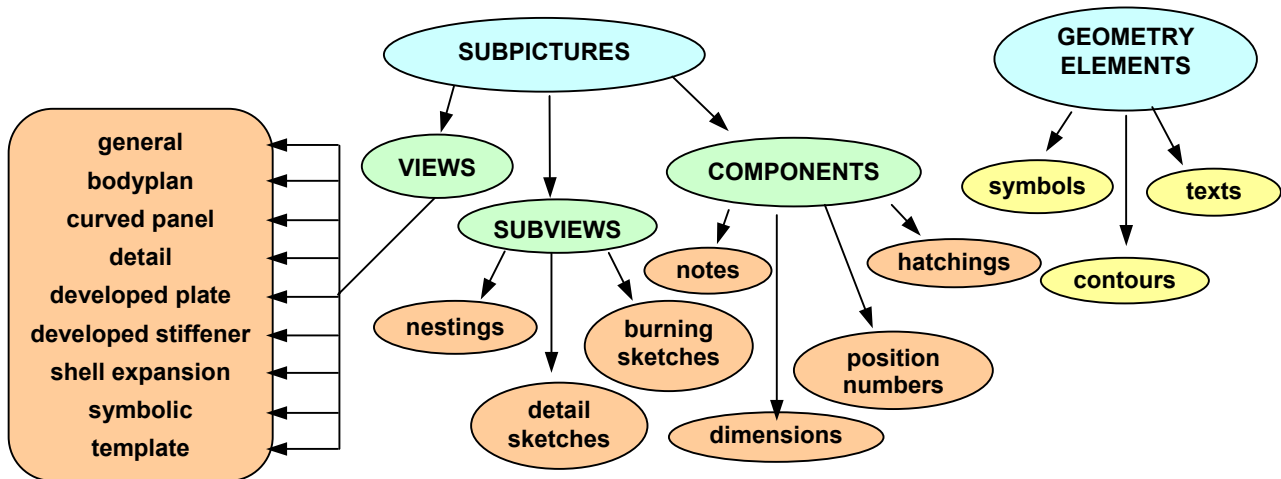 SUBPICTURES
GEOMETRY
ELEMENTS
general
bodyplan
curved panel
detail
developed plate
developed stiffener
shell expansion
symbolic
template
VIEWS
SUBVIEWS
COMPONENTS
nestings
detail
sketches
burning
sketches
notes
dimensions
position
numbers
hatchings
symbols
contours
texts